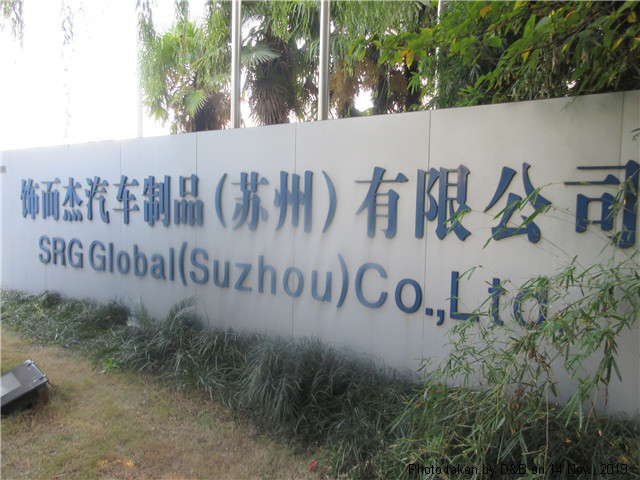 饰而杰汽车制品(苏州)有限公司
SRG Global(Suzhou)Co.,Ltd
Photo taken by D&B on 14 Nov., 2019